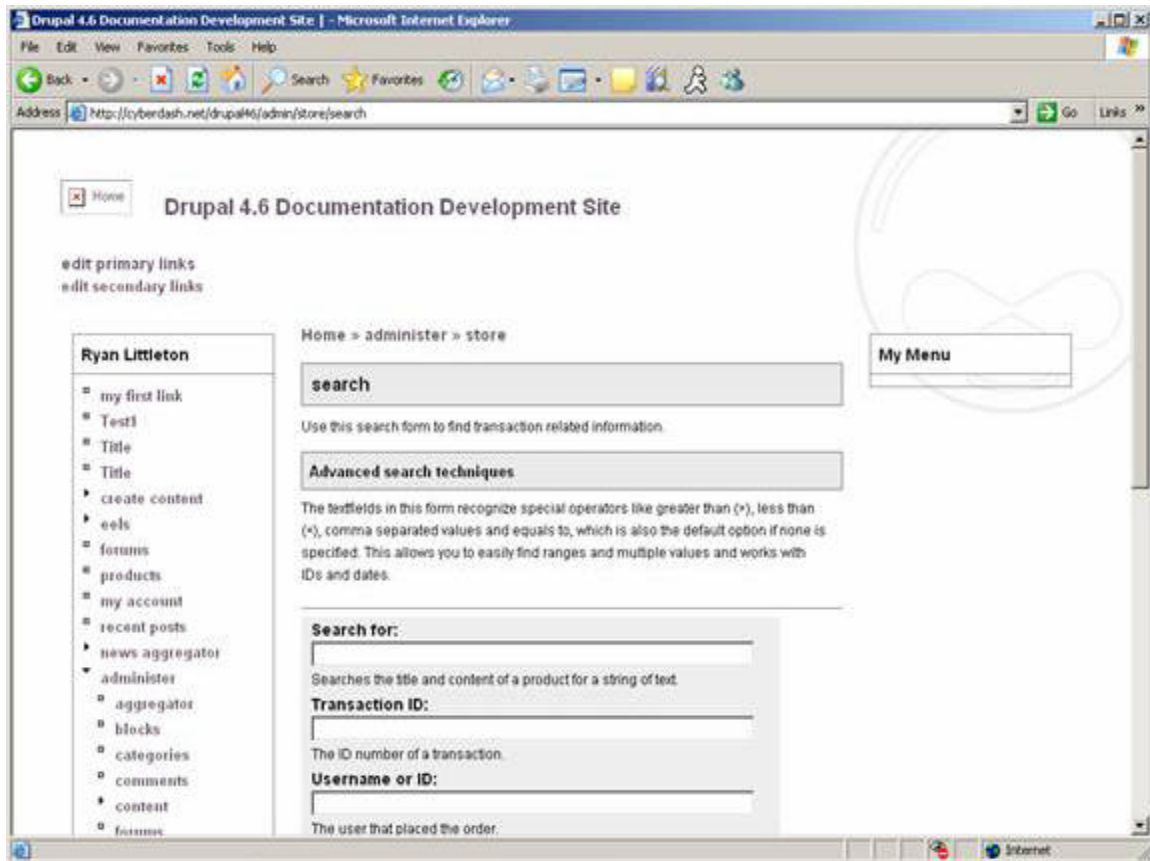 Drupal 4.6 Documentation Development Site | - Microsoft Internet Explorer
File Edit View Favorites Tools Help
Back Search Favorites
Address http://cyberdash.net/drupal46/admin/store/search Go Links »
Home
Drupal 4.6 Documentation Development Site
edit primary links
edit secondary links
Ryan Littleton
my first link
Test1
Title
Title
create content
eels
forums
products
my account
recent posts
news aggregator
administer
aggregator
blocks
categories
comments
content
forums
Home » administer » store
search
Use this search form to find transaction related information.
Advanced search techniques
The textfields in this form recognize special operators like greater than (>), less than
(<), comma separated values and equals to, which is also the default option if none is
specified. This allows you to easily find ranges and multiple values and works with
IDs and dates.
Search for:
Searches the title and content of a product for a string of text.
Transaction ID:
The ID number of a transaction.
Username or ID:
The user that placed the order.
My Menu
Internet